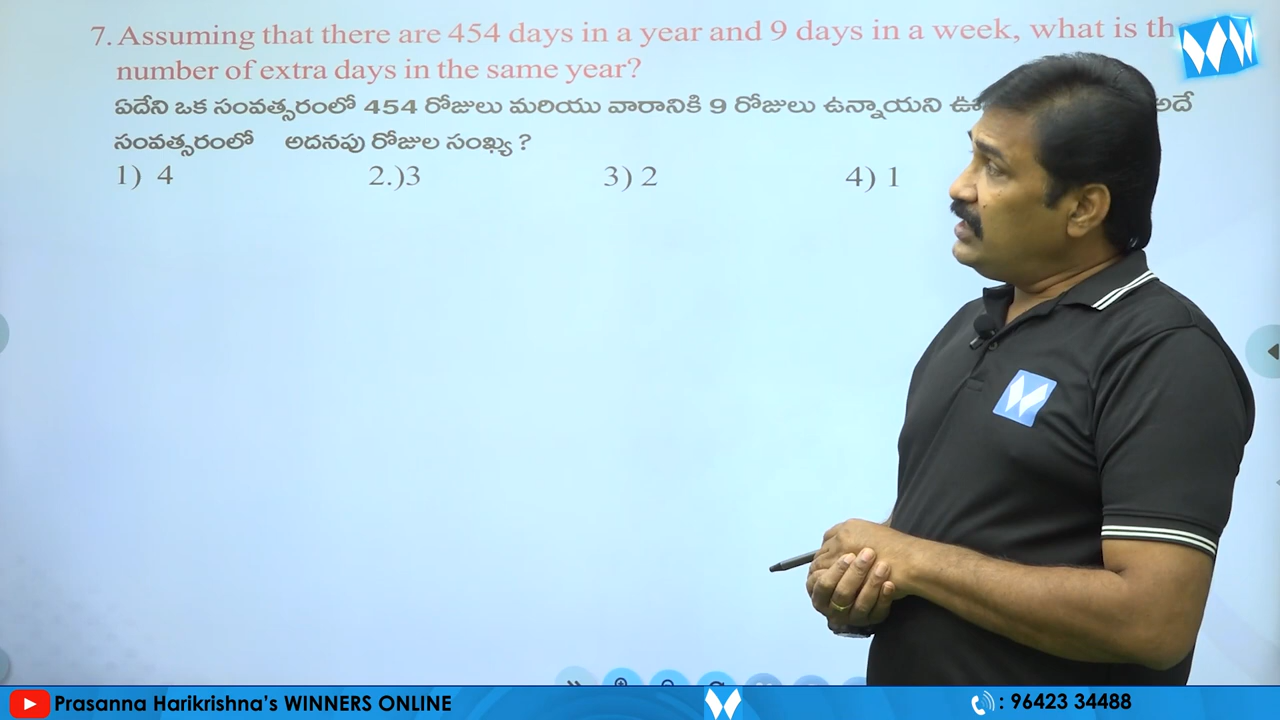 7. Assuming that there are 454 days in a year and 9 days in a week, what is the
number of extra days in the same year?
ఏదేని ఒక సంవత్సరంలో 454 రోజులు మరియు వారానికి 9 రోజులు ఉన్నాయని అదే
సంవత్సరంలో అదనపు రోజుల సంఖ్య ?
1) 4 2.)3 3) 2 4) 1
Prasanna Harikrishna's WINNERS ONLINE : 96423 34488